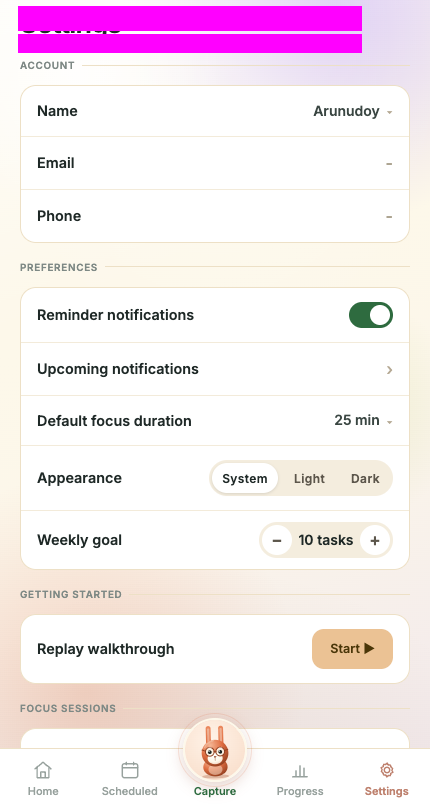 ACCOUNT
Name Arunudoy
Email -
Phone -
PREFERENCES
Reminder notifications
Upcoming notifications ›
Default focus duration 25 min
Appearance System Light Dark
Weekly goal − 10 tasks +
GETTING STARTED
Replay walkthrough Start ▶
FOCUS SESSIONS
Home Scheduled Capture Progress Settings